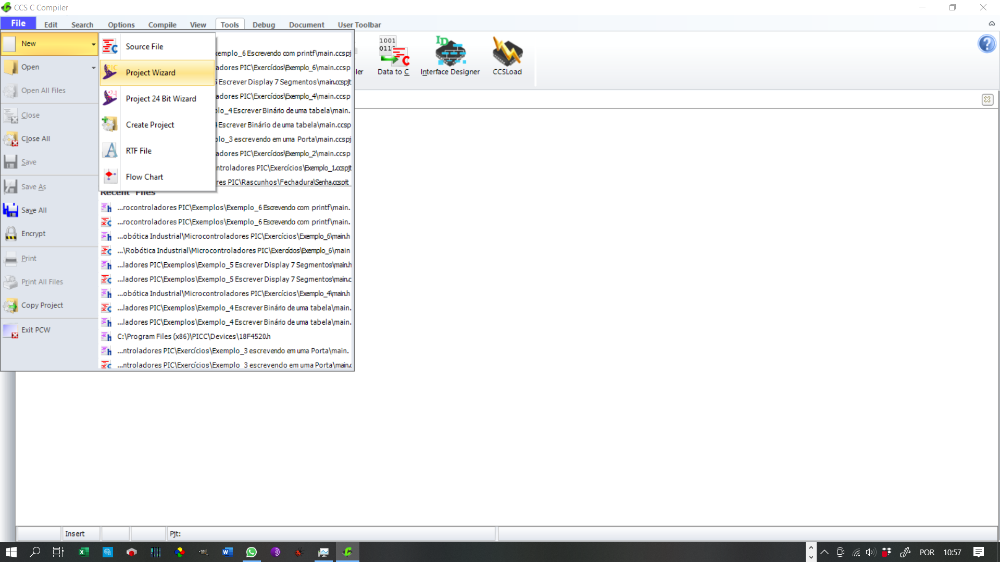 CCS C Compiler
File Edit Search Options Compile View Tools Debug Document User Toolbar
New
Open
Open All Files
Close
Close All
Save
Save As
Save All
Encrypt
Print
Print All Files
Copy Project
Exit PCW
Source File
Project Wizard
Project 24 Bit Wizard
Create Project
RTF File
Flow Chart
xemplo_6 Escrevendo com printf\main.ccspj
adores PIC\Exercícios\Exemplo_6\main.ccsp
5 Escrever Display 7 Segmentos\main.ccspjt
adores PIC\Exercícios\Exemplo_4\main.ccsp
plo_4 Escrever Binário de uma tabela\main.
4 Escrever Binário de uma tabela\main.ccsp
plo_3 escrevendo em uma Porta\main.ccspj
adores PIC\Exercícios\Exemplo_2\main.ccsp
ntroladores PIC\Exercícios\Exemplo_1.ccspjt
res PIC\Rascunhos\Fechadura\Senha.ccspjt
Recent Files
...rocontroladores PIC\Exemplos\Exemplo_6 Escrevendo com printf\main.
...rocontroladores PIC\Exemplos\Exemplo_6 Escrevendo com printf\main.
...obótica Industrial\Microcontroladores PIC\Exercícios\Exemplo_6\main.h
...\Robótica Industrial\Microcontroladores PIC\Exercícios\Exemplo_6\main
...ladores PIC\Exemplos\Exemplo_5 Escrever Display 7 Segmentos\main.h
...ladores PIC\Exemplos\Exemplo_5 Escrever Display 7 Segmentos\main.c
...obótica Industrial\Microcontroladores PIC\Exercícios\Exemplo_4\main.h
...ladores PIC\Exemplos\Exemplo_4 Escrever Binário de uma tabela\main.
...ladores PIC\Exemplos\Exemplo_4 Escrever Binário de uma tabela\main.
C:\Program Files (x86)\PICC\Devices\18F4520.h
...ntroladores PIC\Exercícios\Exemplo_3 escrevendo em uma Porta\main.
...ntroladores PIC\Exercícios\Exemplo_3 escrevendo em uma Porta\main.c
ler
Data to C
Interface Designer
CCSLoad
Insert
Pjt:
POR 10:57